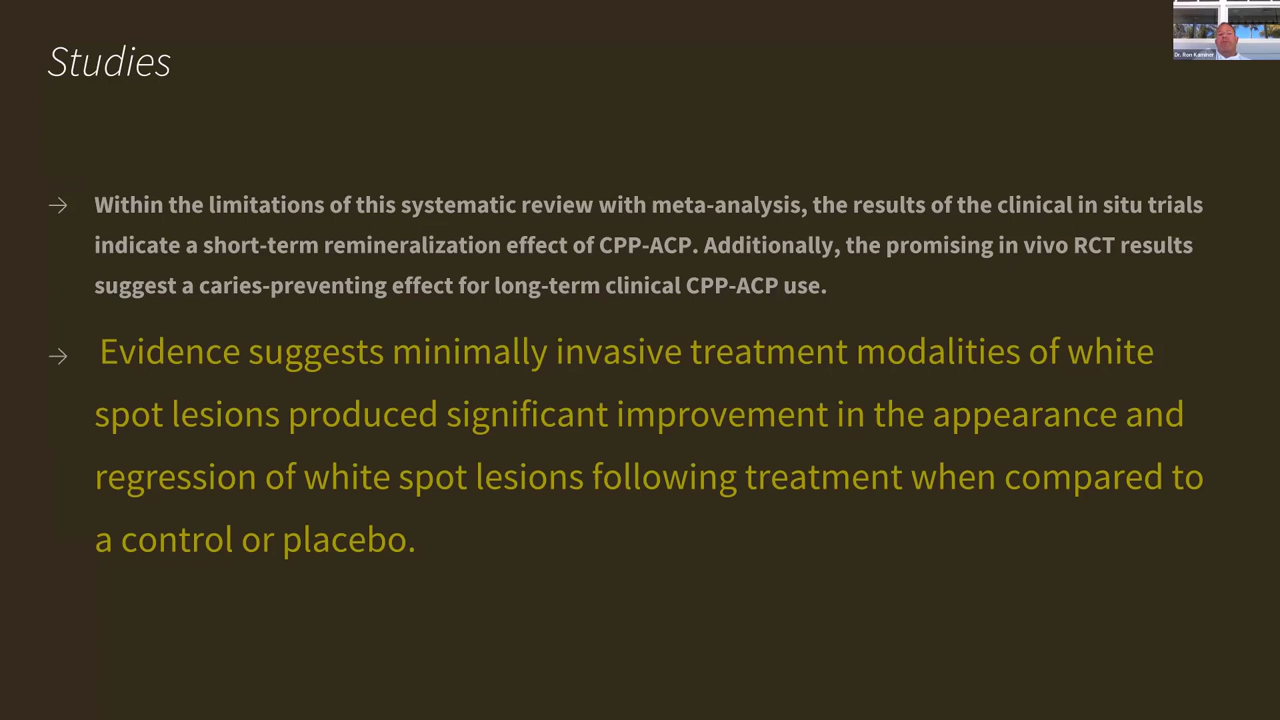 Studies
Dr. Ron Kaminer
→ Within the limitations of this systematic review with meta-analysis, the results of the clinical in situ trials
indicate a short-term remineralization effect of CPP-ACP. Additionally, the promising in vivo RCT results
suggest a caries-preventing effect for long-term clinical CPP-ACP use.
→ Evidence suggests minimally invasive treatment modalities of white
spot lesions produced significant improvement in the appearance and
regression of white spot lesions following treatment when compared to
a control or placebo.